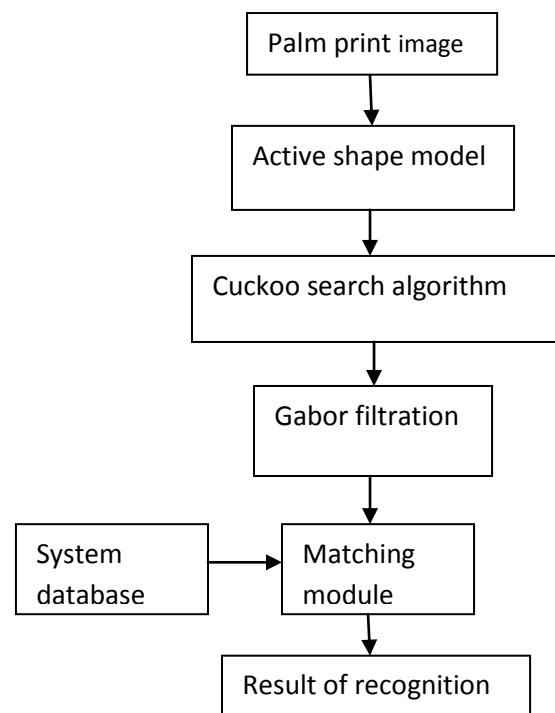 Palm print image
Active shape model
Cuckoo search algorithm
Gabor filtration
System
database
Matching
module
Result of recognition